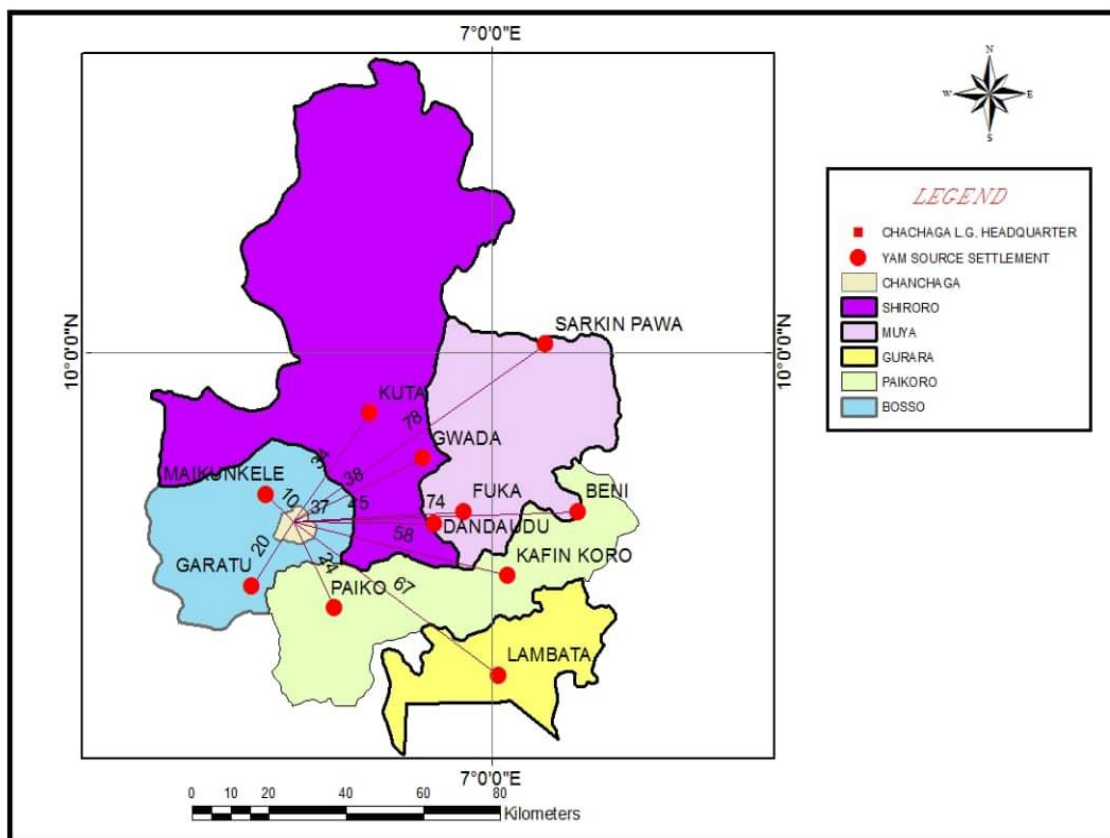 7°0'0"E
N
W
E
S
LEGEND
CHACHAGA L.G. HEADQUARTER
YAM SOURCE SETTLEMENT
CHANCHAGA
SHIRORO
MUYA
GURARA
PAIKORO
BOSSO
SARKIN PAWA
10°0'0"N
10°0'0"N
KUTA
78
GWADA
34
38
MAIKUNKELE
10
37
45
74
FUKA
BENI
DANDAUDU
58
20
KAFIN KORO
GARATU
24
PAIKO
67
LAMBATA
7°0'0"E
0 10 20 40 60 80
Kilometers